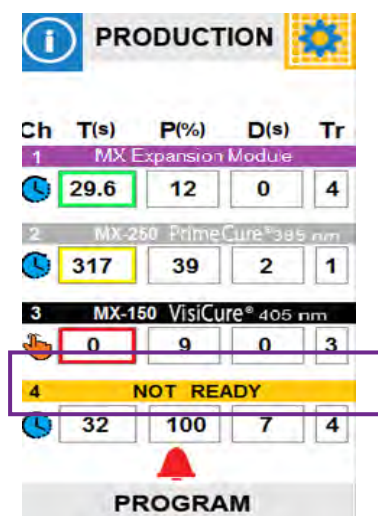 PRODUCTION
Ch T(s) P(%) D(s) Tr
1 MX Expansion Module
29.6 12 0 4
2 MX-250 PrimeCure® 385 nm
317 39 2 1
3 MX-150 VisiCure® 405 nm
0 9 0 3
4 NOT READY
32 100 7 4
PROGRAM